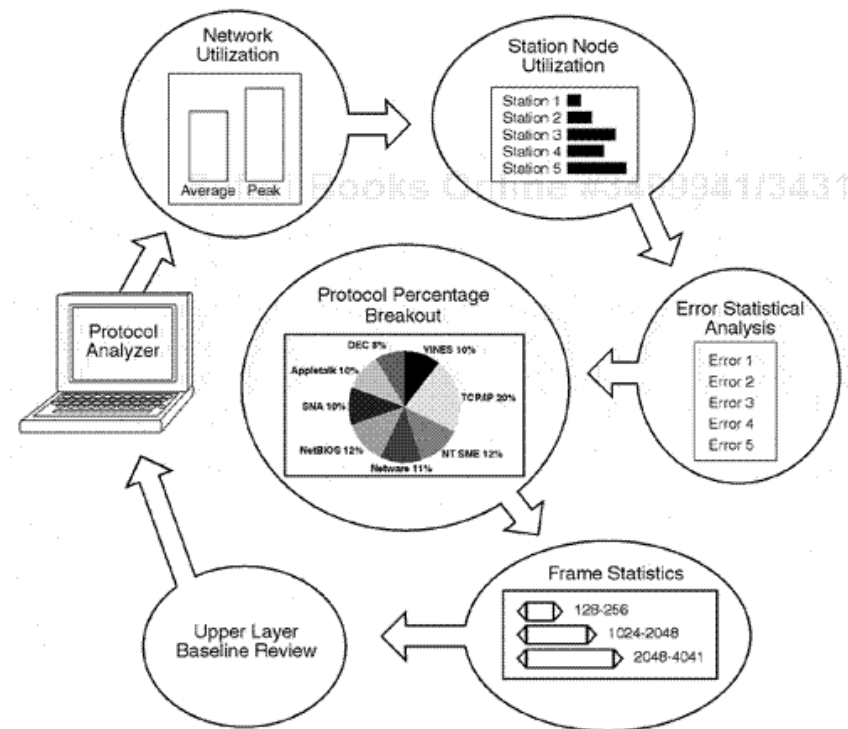 Network
Utilization
Average Peak
Station Node
Utilization
Station 1
Station 2
Station 3
Station 4
Station 5
Books Online
Protocol
Analyzer
Protocol Percentage
Breakout
DEC 8%
VINES 10%
Appletalk 10%
TCP/IP 20%
SNA 10%
NetBIOS 12%
NT SME 12%
Netware 11%
Error Statistical
Analysis
Error 1
Error 2
Error 3
Error 4
Error 5
Frame Statistics
128-256
1024-2048
2048-4041
Upper Layer
Baseline Review